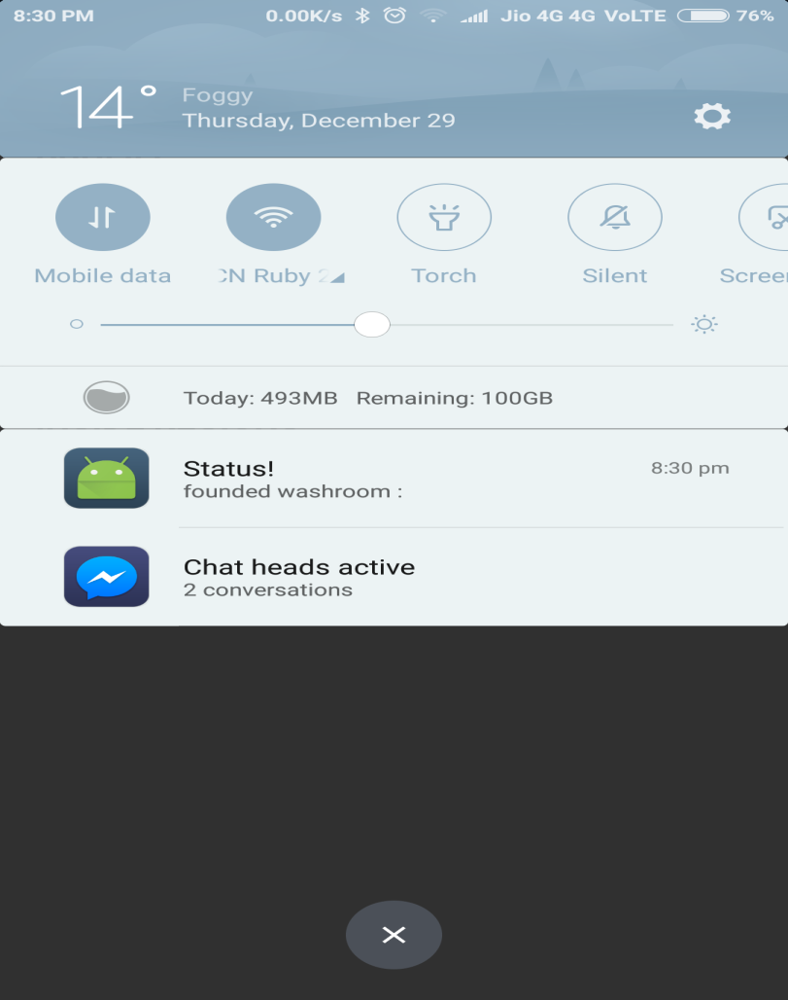 8:30 PM 0.00K/s Jio 4G 4G VoLTE 76%
14°
Foggy
Thursday, December 29
Mobile data CN Ruby Torch Silent Screen
Today: 493MB Remaining: 100GB
Status! 8:30 pm
founded washroom :
Chat heads active
2 conversations